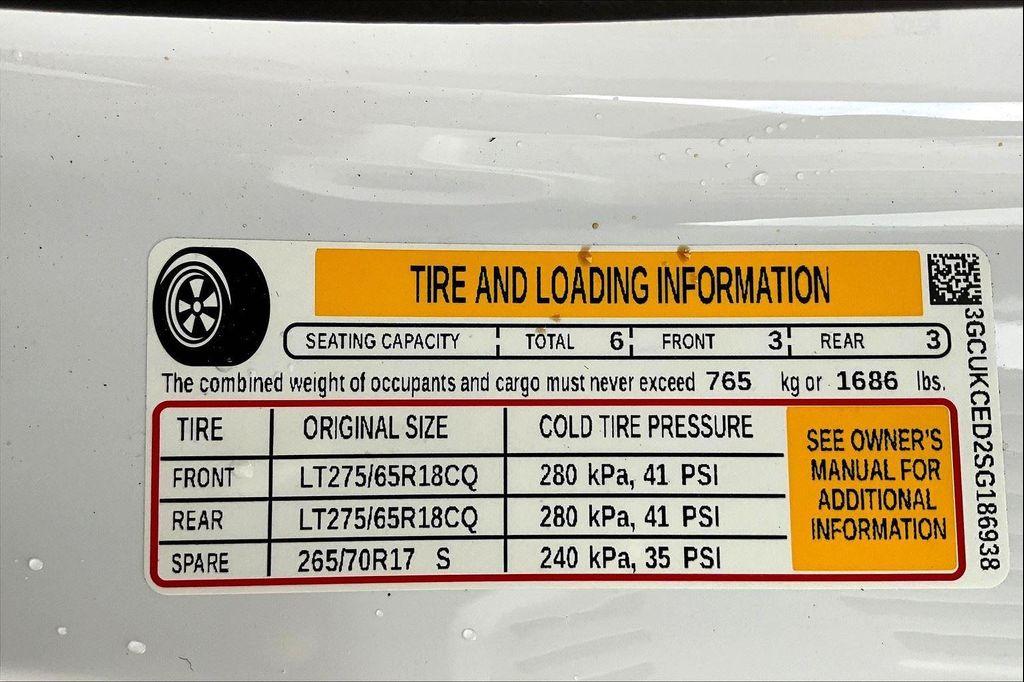 TIRE AND LOADING INFORMATION
SEATING CAPACITY TOTAL 6 FRONT 3 REAR 3
The combined weight of occupants and cargo must never exceed 765 kg or 1686 lbs.
TIRE ORIGINAL SIZE COLD TIRE PRESSURE
FRONT LT275/65R18CQ 280 kPa, 41 PSI
REAR LT275/65R18CQ 280 kPa, 41 PSI
SPARE 265/70R17 S 240 kPa, 35 PSI
SEE OWNER'S
MANUAL FOR
ADDITIONAL
INFORMATION
3GCUKCED2SG186938